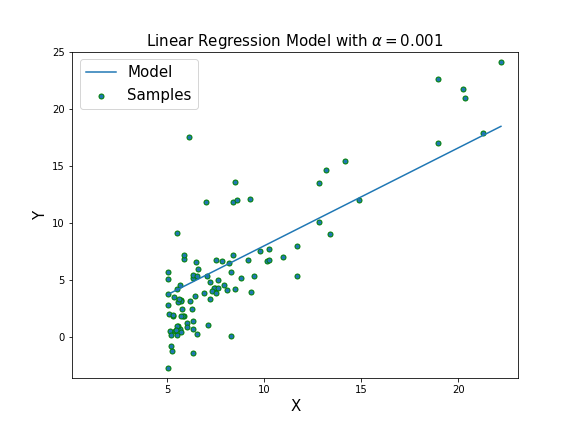 Linear Regression Model with α = 0.001
Model
Samples
Y
25
20
15
10
5
0
5
10
15
20
X